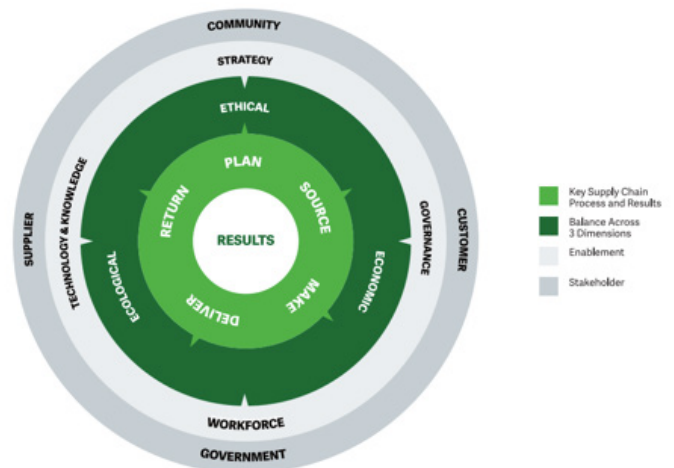 COMMUNITY
STRATEGY
ETHICAL
PLAN
SOURCE
MAKE
DELIVER
RETURN
RESULTS
ECONOMIC
ECOLOGICAL
TECHNOLOGY & KNOWLEDGE
GOVERNANCE
WORKFORCE
SUPPLIER
CUSTOMER
GOVERNMENT
Key Supply Chain
Process and Results
Balance Across
3 Dimensions
Enablement
Stakeholder